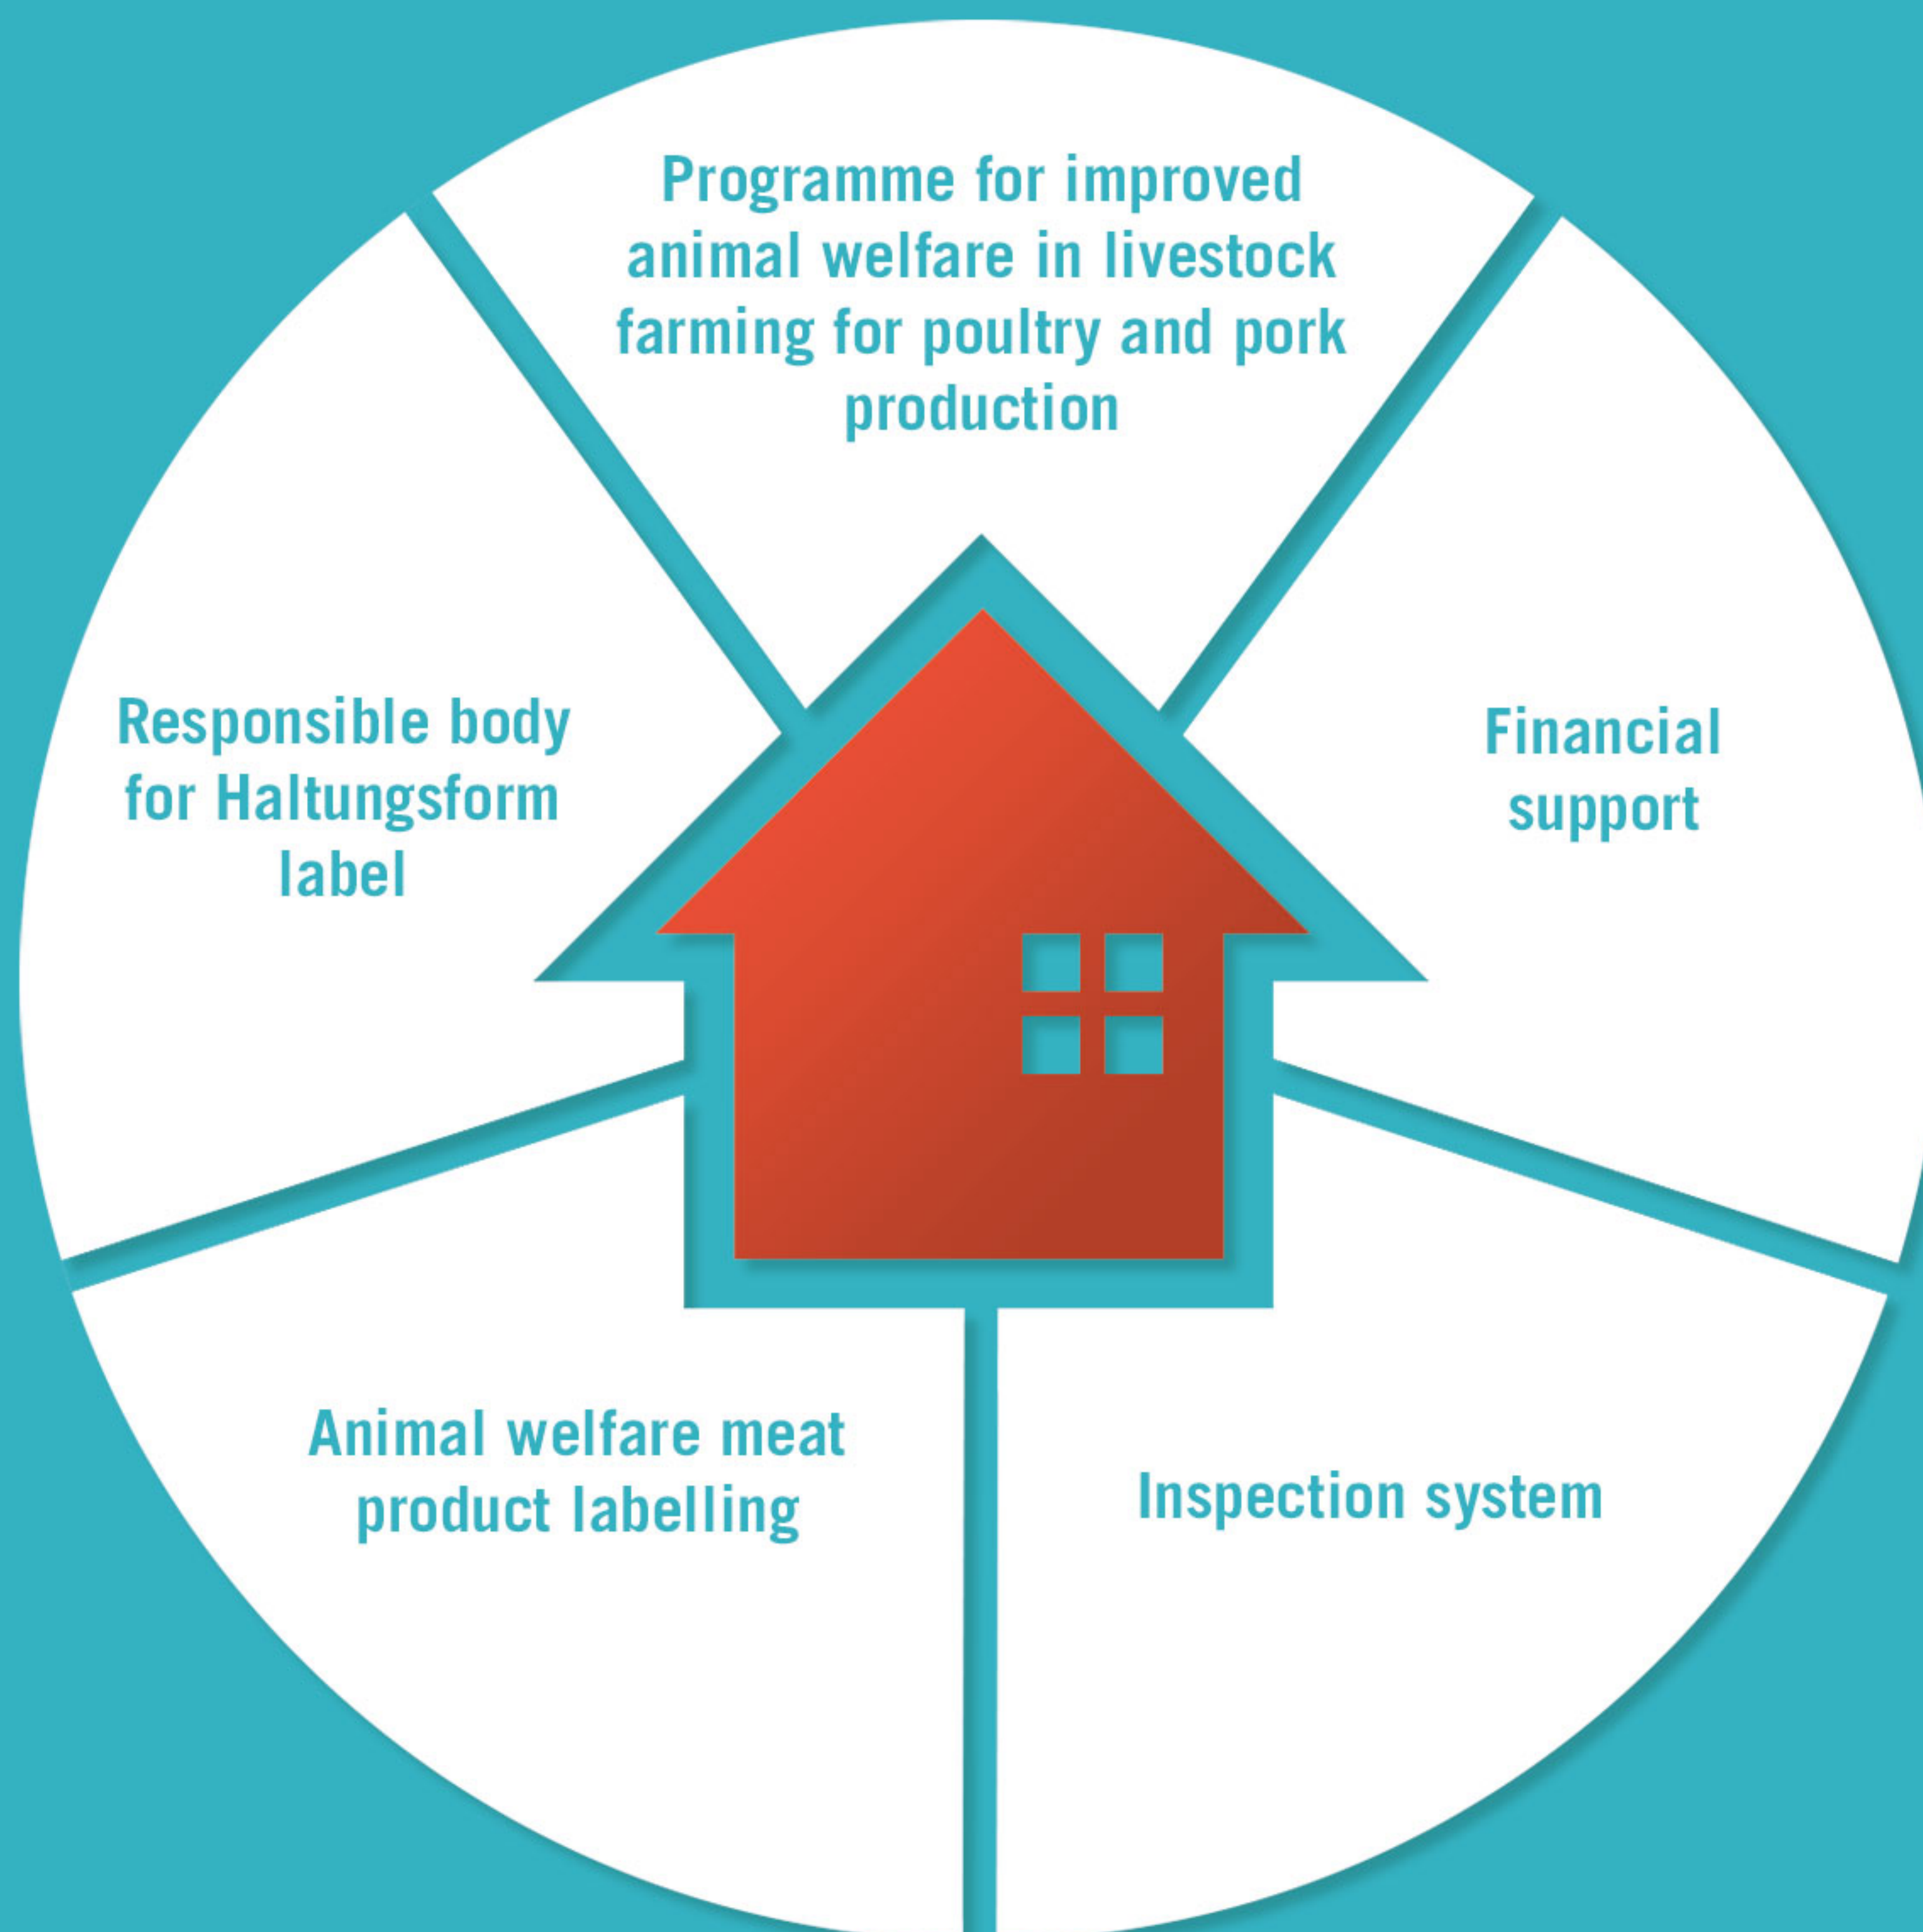 Programme for improved
animal welfare in livestock
farming for poultry and pork
production
Responsible body
for Haltungsform
label
Financial
support
Animal welfare meat
product labelling
Inspection system